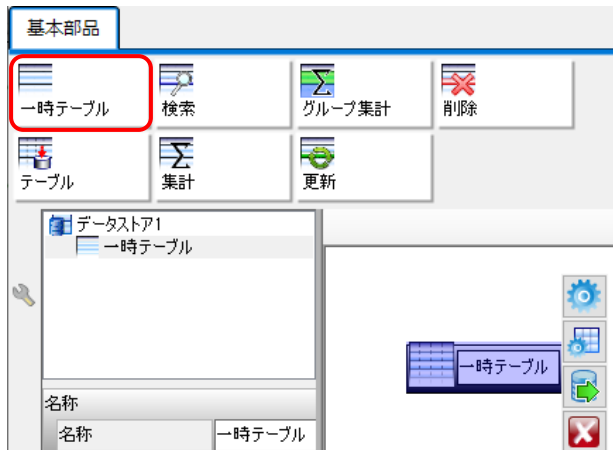 基本部品
一時テーブル
検索
グループ集計
削除
テーブル
集計
更新
データストア1
一時テーブル
一時テーブル
名称
名称
一時テーブル